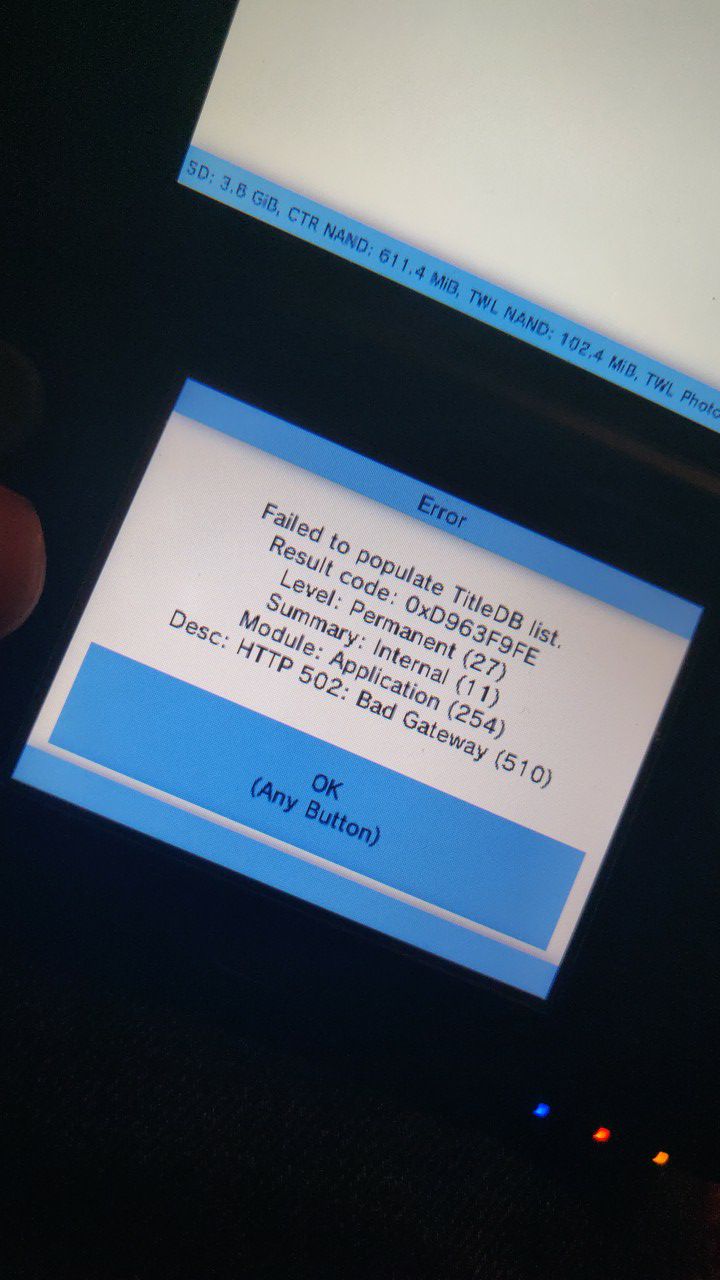 SD: 3.8 GiB, CTR NAND: 611.4 MiB, TWL NAND: 102.4 MiB, TWL Photo
Error
Failed to populate TitleDB list.
Result code: 0xD963F9FE
Level: Permanent (27)
Summary: Internal (11)
Module: Application (254)
Desc: HTTP 502: Bad Gateway (510)
OK
(Any Button)